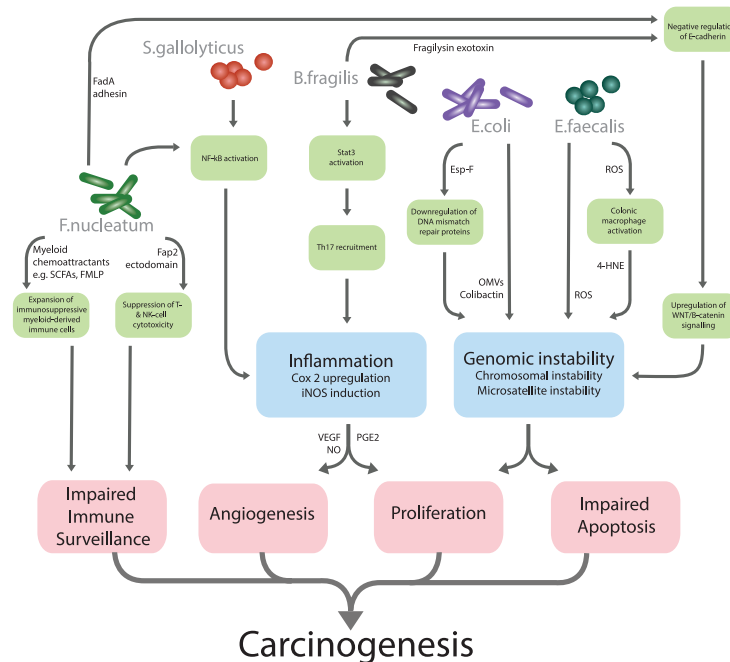 Negative regulation
of E-cadherin
S.gallolyticus
Fragilysin exotoxin
B.fragilis
FadA
adhesin
E.coli
E.faecalis
NF-kB activation
Stat3
activation
Esp-F
ROS
F.nucleatum
Downregulation of
DNA mismatch
repair proteins
Colonic
macrophage
activation
Myeloid
chemoattractants
e.g. SCFAs, FMLP
Fap2
ectodomain
Th17 recruitment
4-HNE
OMVs
Colibactin
ROS
Expansion of
immunosuppressive
myeloid-derived
immune cells
Suppression of T-
& NK-cell
cytotoxicity
Upregulation of
WNT/B-catenin
signalling
Inflammation
Cox 2 upregulation
iNOS induction
Genomic instability
Chromosomal instability
Microsatellite instability
VEGF
NO
PGE2
Impaired
Immune
Surveillance
Angiogenesis
Proliferation
Impaired
Apoptosis
Carcinogenesis